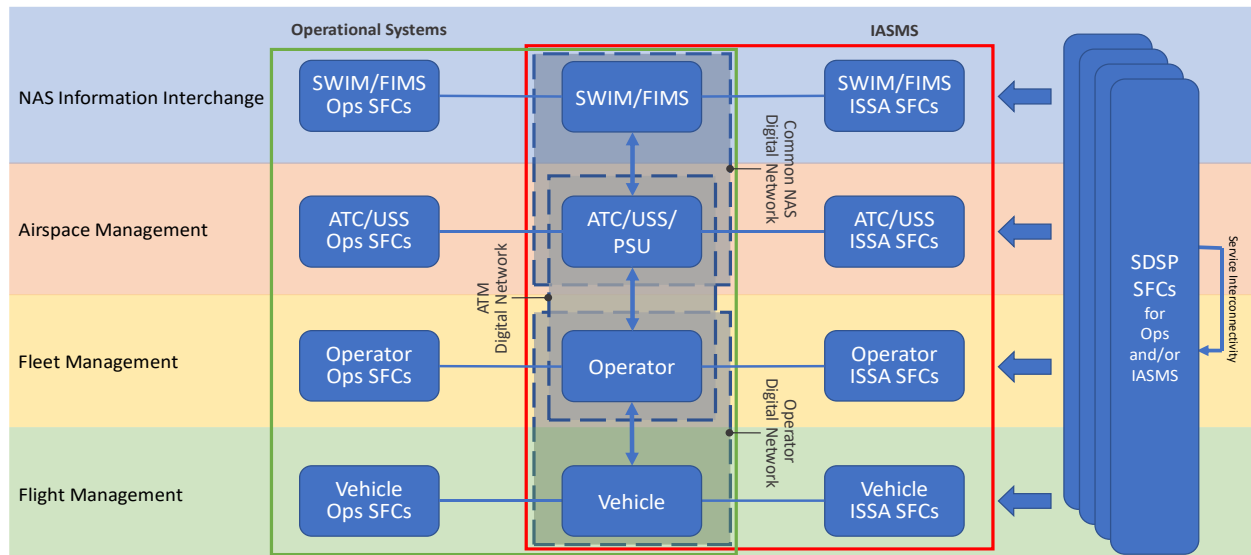 Operational Systems
IASMS
NAS Information Interchange
SWIM/FIMS
Ops SFCs
SWIM/FIMS
SWIM/FIMS
ISSA SFCs
Common NAS
Digital Network
Airspace Management
ATC/USS
Ops SFCs
ATC/USS/
PSU
ATC/USS
ISSA SFCs
ATM
Digital Network
SDSP
SFCs
for
Ops
and/or
IASMS
Service Interconnectivity
Fleet Management
Operator
Ops SFCs
Operator
Operator
ISSA SFCs
Operator
Digital Network
Flight Management
Vehicle
Ops SFCs
Vehicle
Vehicle
ISSA SFCs